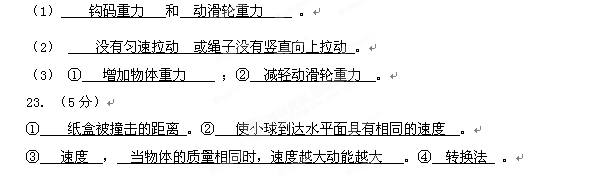 （1） 钩码重力 和 动滑轮重力 。
（2） 没有匀速拉动 或绳子没有竖直向上拉动 。
（3）① 增加物体重力 ；② 减轻动滑轮重力 。
23. （5分）
① 纸盒被撞击的距离 。② 使小球到达水平面具有相同的速度 。
③ 速度 ， 当物体的质量相同时，速度越大动能越大 。④ 转换法 。